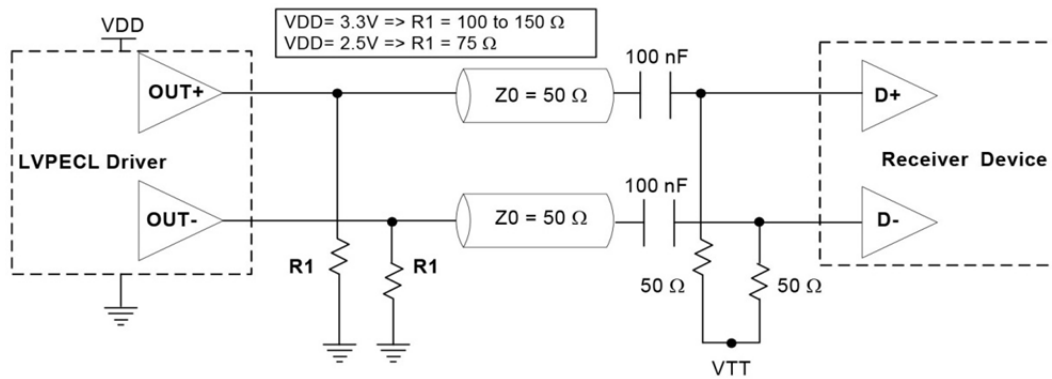 VDD= 3.3V => R1 = 100 to 150 Ω
VDD= 2.5V => R1 = 75 Ω
VDD
100 nF
OUT+
Z0 = 50 Ω
D+
LVPECL Driver
Receiver Device
100 nF
OUT-
Z0 = 50 Ω
D-
R1
R1
50 Ω
50 Ω
VTT